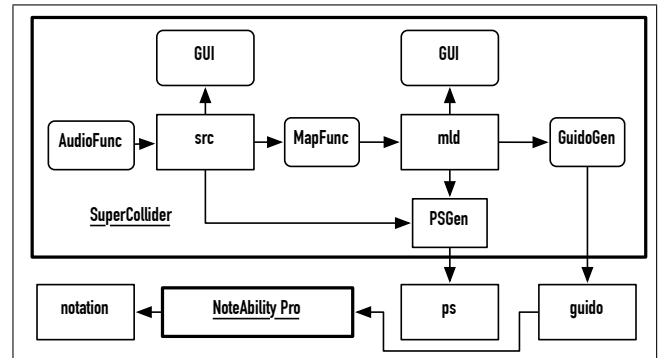 GUI
GUI
AudioFunc
src
MapFunc
mld
GuidoGen
SuperCollider
PSGen
notation
NoteAbility Pro
ps
guido